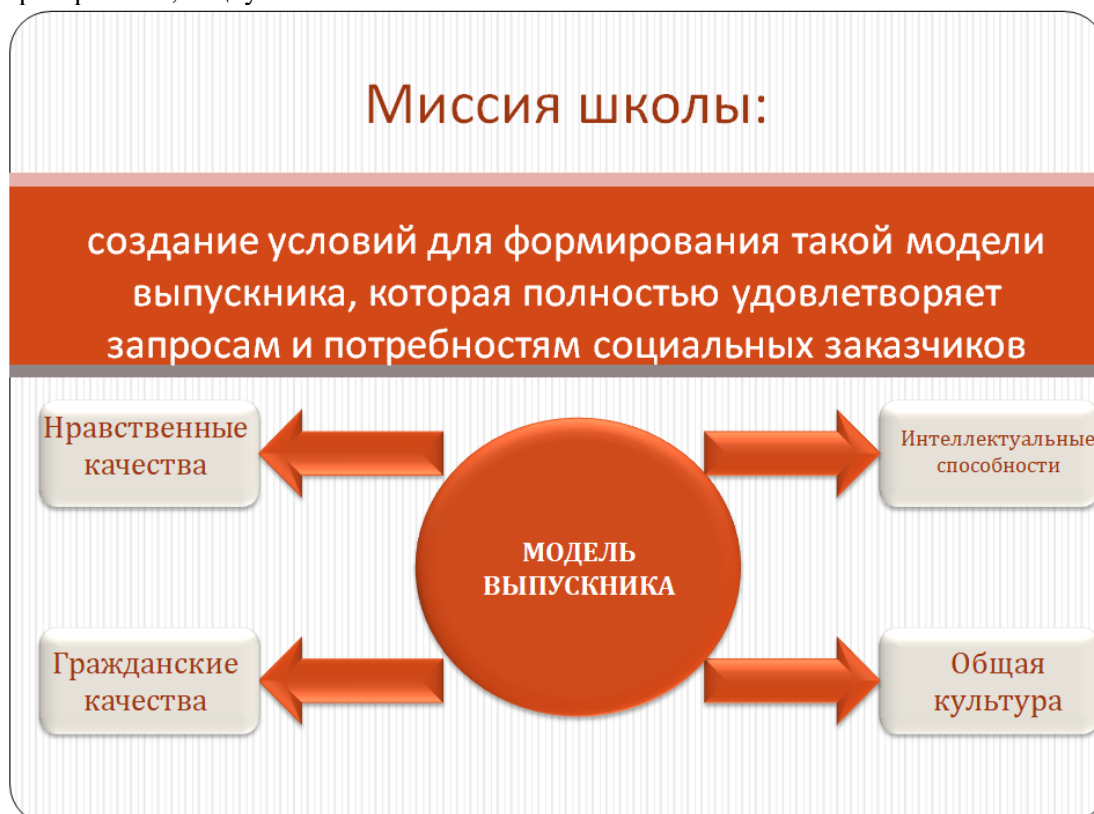 Миссия школы:
создание условий для формирования такой модели
выпускника, которая полностью удовлетворяет
запросам и потребностям социальных заказчиков
Нравственные
качества
Интеллектуальные
способности
МОДЕЛЬ
ВЫПУСКНИКА
Гражданские
качества
Общая
культура